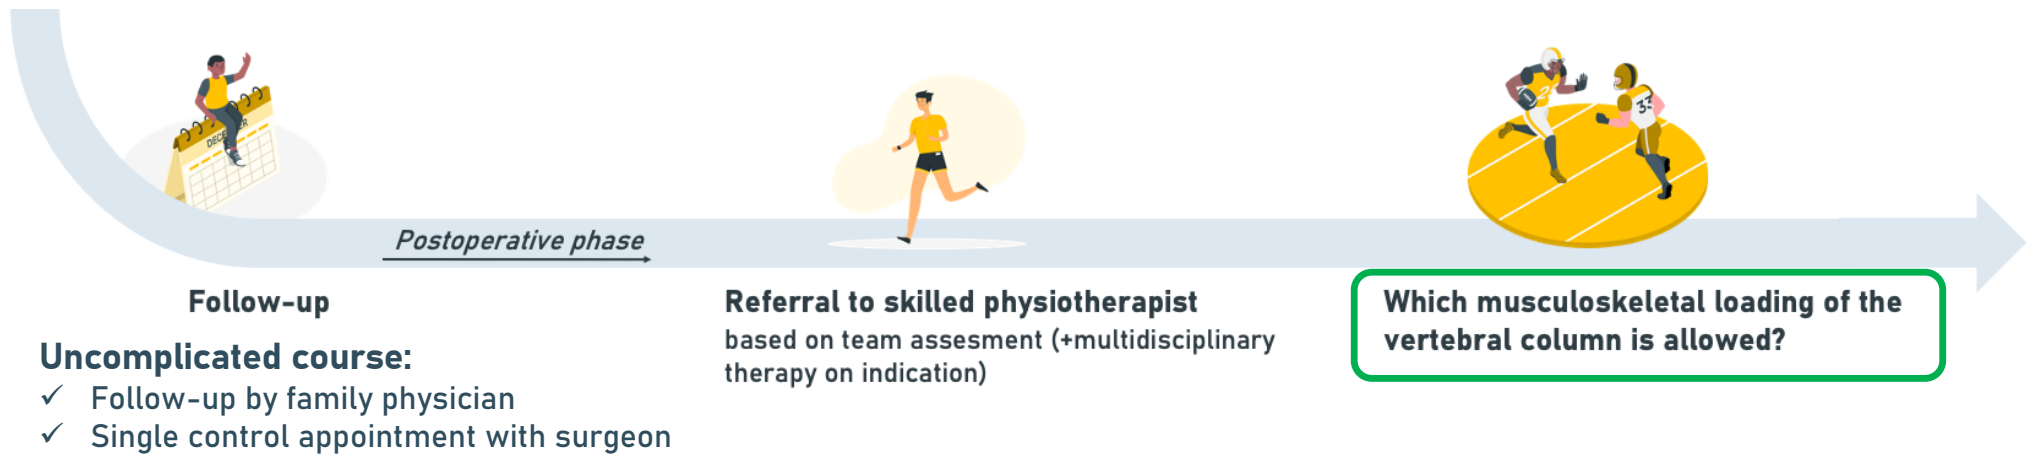 Postoperative phase
Follow-up
Uncomplicated course:
✓ Follow-up by family physician
✓ Single control appointment with surgeon
Referral to skilled physiotherapist
based on team assesment (+multidisciplinary
therapy on indication)
Which musculoskeletal loading of the
vertebral column is allowed?
33